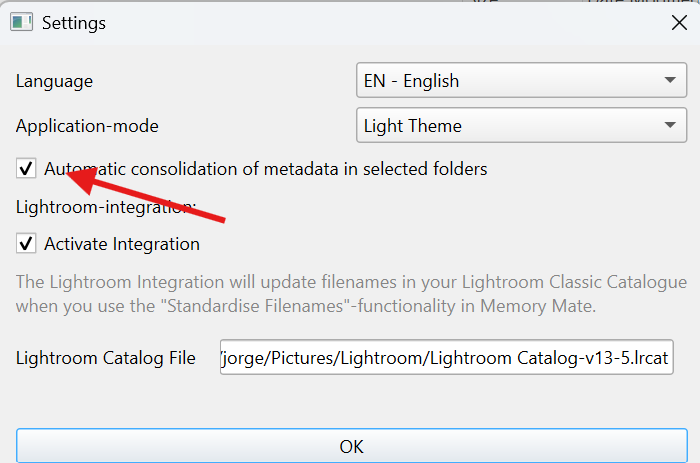 Settings
Language
EN - English
Application-mode
Light Theme
Automatic consolidation of metadata in selected folders
Lightroom-integration:
Activate Integration
The Lightroom Integration will update filenames in your Lightroom Classic Catalogue
when you use the "Standardise Filenames"-functionality in Memory Mate.
Lightroom Catalog File
/jorge/Pictures/Lightroom/Lightroom Catalog-v13-5.lrcat
OK